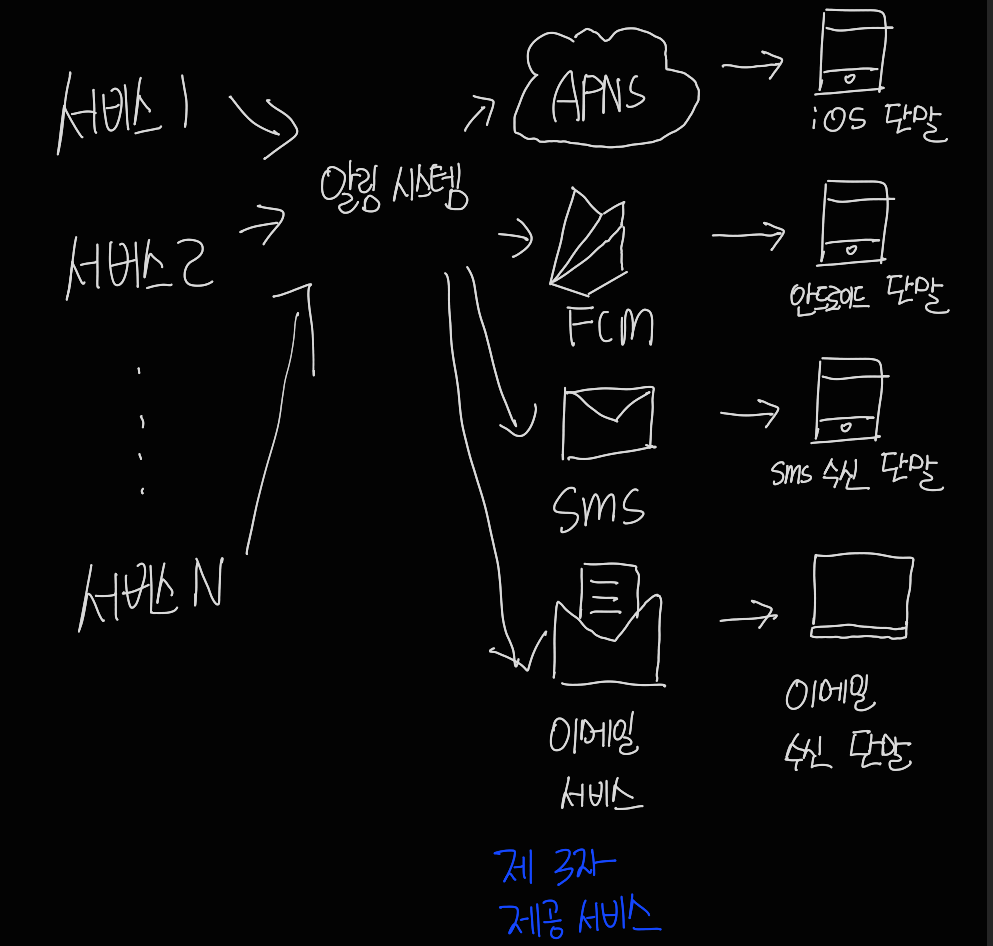 서비스 1
서비스 2
서비스 N
알림 시스템
APNS
FCM
SMS
이메일
서비스
제 3자
제공 서비스
iOS 단말
안드로이드 단말
SMS 수신 단말
이메일
수신 단말